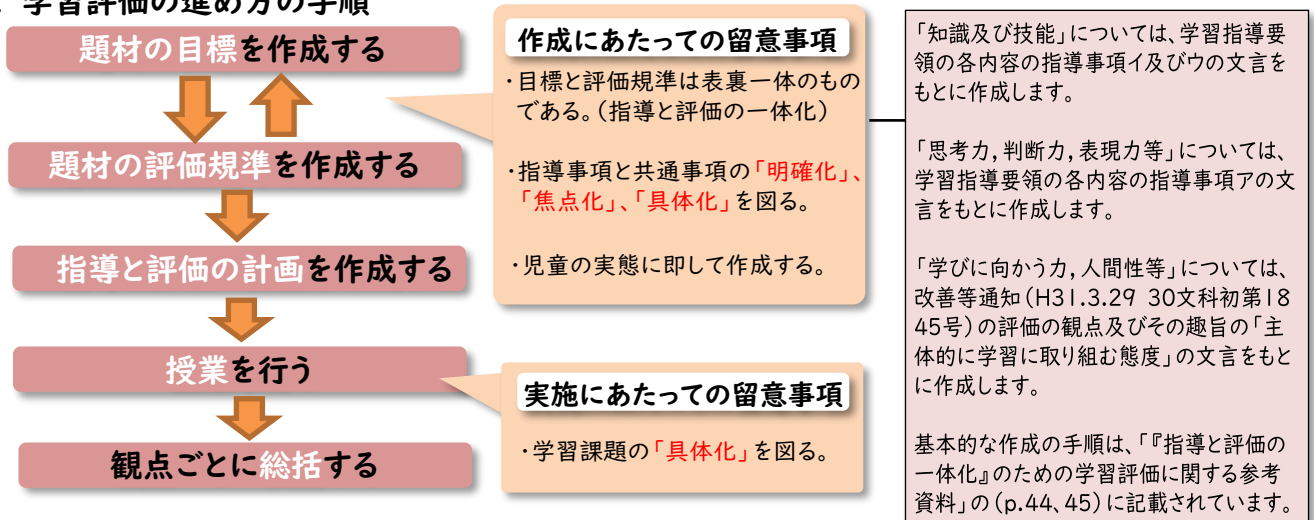 学習評価の進め方の手順
題材の目標を作成する
題材の評価規準を作成する
指導と評価の計画を作成する
授業を行う
観点ごとに総括する
作成にあたっての留意事項
・目標と評価規準は表裏一体のもの
である。(指導と評価の一体化)
・指導事項と共通事項の「明確化」、
「焦点化」、「具体化」を図る。
・児童の実態に即して作成する。
実施にあたっての留意事項
・学習課題の「具体化」を図る。
「知識及び技能」については、学習指導要
領の各内容の指導事項イ及びウの文言を
もとに作成します。
「思考力,判断力,表現力等」については、
学習指導要領の各内容の指導事項アの文
言をもとに作成します。
「学びに向かう力,人間性等」については、
改善等通知(H31.3.29 30文科初第18
45号)の評価の観点及びその趣旨の「主
体的に学習に取り組む態度」の文言をもと
に作成します。
基本的な作成の手順は、「『指導と評価の
一体化』のための学習評価に関する参考
資料」の(p.44、45)に記載されています。